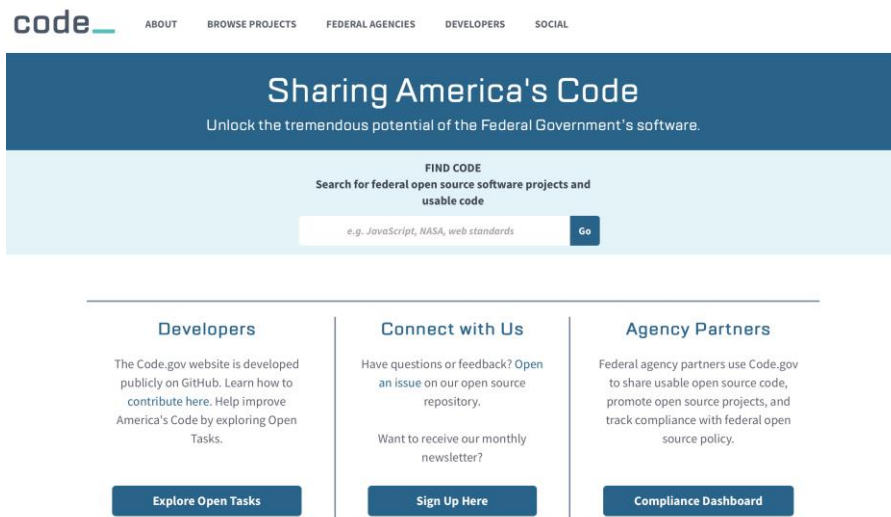 code_
ABOUT
BROWSE PROJECTS
FEDERAL AGENCIES
DEVELOPERS
SOCIAL
Sharing America's Code
Unlock the tremendous potential of the Federal Government's software.
FIND CODE
Search for federal open source software projects and
usable code
e.g. JavaScript, NASA, web standards
Go
Developers
The Code.gov website is developed
publicly on GitHub. Learn how to
contribute here. Help improve
America's Code by exploring Open
Tasks.
Explore Open Tasks
Connect with Us
Have questions or feedback? Open
an issue on our open source
repository.
Want to receive our monthly
newsletter?
Sign Up Here
Agency Partners
Federal agency partners use Code.gov
to share usable open source code,
promote open source projects, and
track compliance with federal open
source policy.
Compliance Dashboard